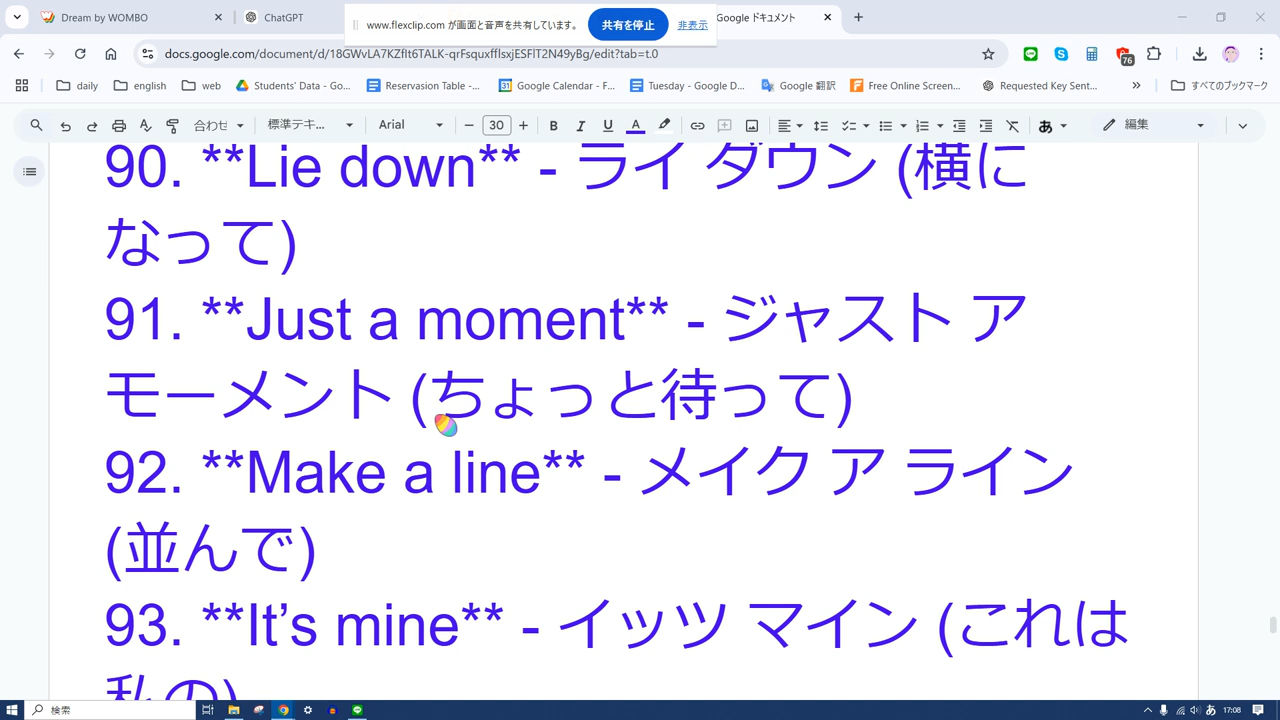 Dream by WOMBO
ChatGPT
www.flexclip.com が画面と音声を共有しています。
共有を停止
非表示
Google ドキュメント
docs.google.com/document/d/18GWvLA7KZflt6TALK-qrFsquxfflsxjESFlT2N49yBg/edit?tab=t.0
76
daily
english
web
Students' Data - Go...
Reservasion Table -...
Google Calendar - F...
Tuesday - Google D...
Google 翻訳
Free Online Screen...
Requested Key Sent...
すべてのブックマーク
合わせ
標準テキ...
Arial
30
編集
90. **Lie down** - ライ ダウン (横に
なって)
91. **Just a moment** - ジャスト ア
モーメント (ちょっと待って)
92. **Make a line** - メイク ア ライン
(並んで)
93. **It’s mine** - イッツ マイン (これは
私の)
検索
あ
17:08